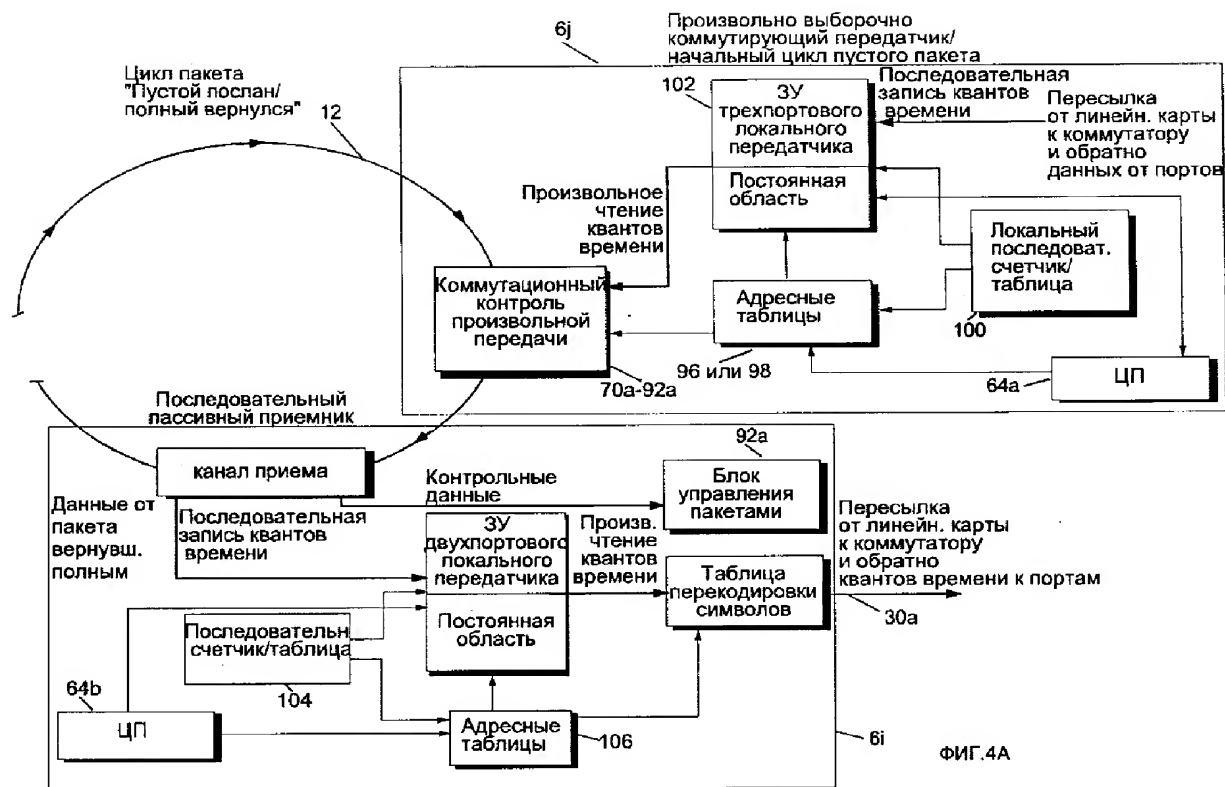 6j
Произвольно выборочно
коммутирующий передатчик/
начальный цикл пустого пакета
Цикл пакета
"Пустой послан/
полный вернулся"
12
102
ЗУ
трехпортового
локального
передатчика
Постоянная
область
Последовательная
запись квантов
времени
Пересылка
от линейн. карты
к коммутатору
и обратно
данных от портов
Произвольное
чтение
квантов
времени
Локальный
последоват.
счетчик/
таблица
100
Коммутационный
контроль
произвольной
передачи
70a-92a
Адресные
таблицы
96 или 98
64a
ЦП
Последовательный
пассивный приемник
канал приема
Данные от
пакета
вернувш.
полным
Последовательная
запись квантов
времени
Контрольные
данные
92a
Блок
управления
пакетами
ЗУ
двухпортового
локального
передатчика
Постоянная
область
Произв.
чтение
квантов
времени
Таблица
перекодировки
символов
Пересылка
от линейн. карты
к коммутатору
и обратно
квантов времени к портам
30a
Последовательн
счетчик/таблица
104
64b
ЦП
Адресные
таблицы
106
6i
ФИГ.4А